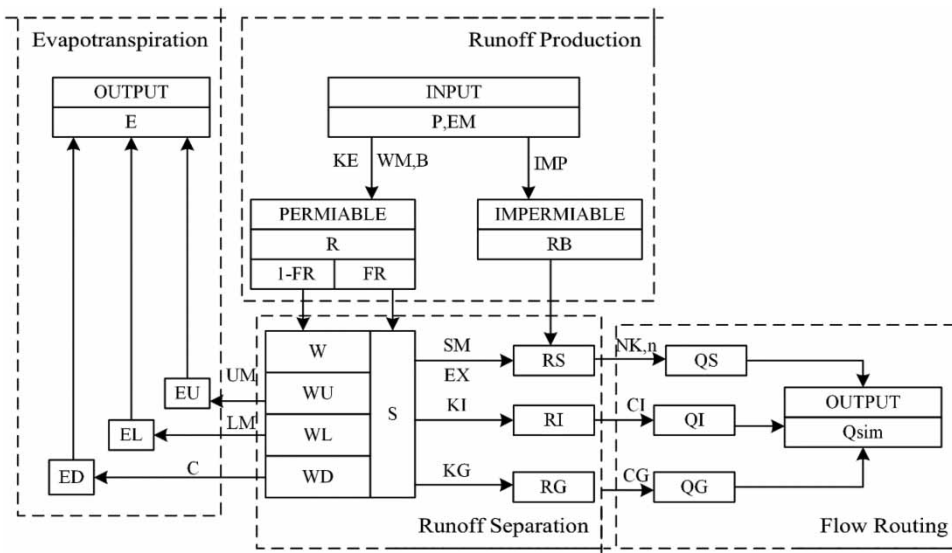 Evapotranspiration
Runoff Production
OUTPUT
E
INPUT
P,EM
KE
WM,B
IMP
PERMIABLE
R
1-FR
FR
IMPERMIABLE
RB
W
WU
WL
WD
S
UM
EU
LM
EL
C
ED
SM
EX
KI
KG
RS
RI
RG
NK,n
CI
CG
QS
QI
QG
OUTPUT
Qsim
Runoff Separation
Flow Routing